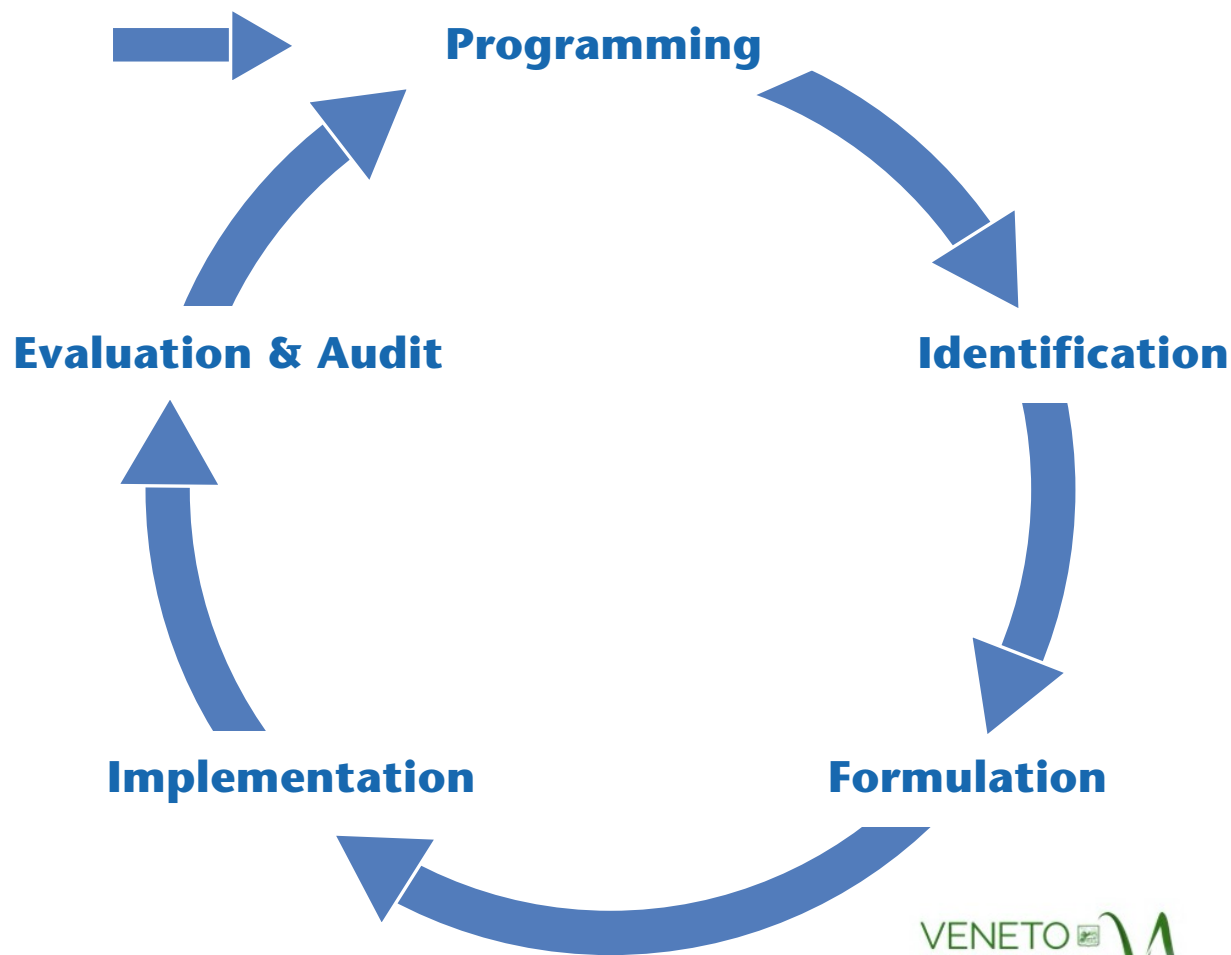 Programming
Identification
Formulation
Implementation
Evaluation & Audit
VENETO